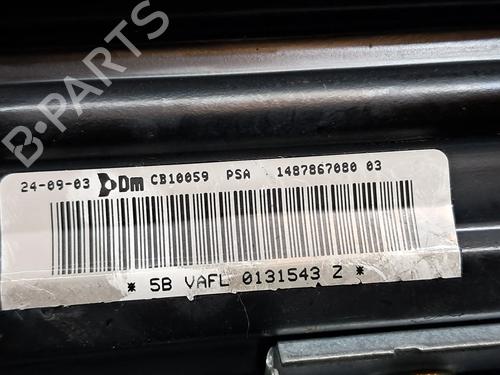 24-09-03 Dm CB10059 PSA 1487867080 03
* 5B VAFL 0131543 Z *
B-PARTS